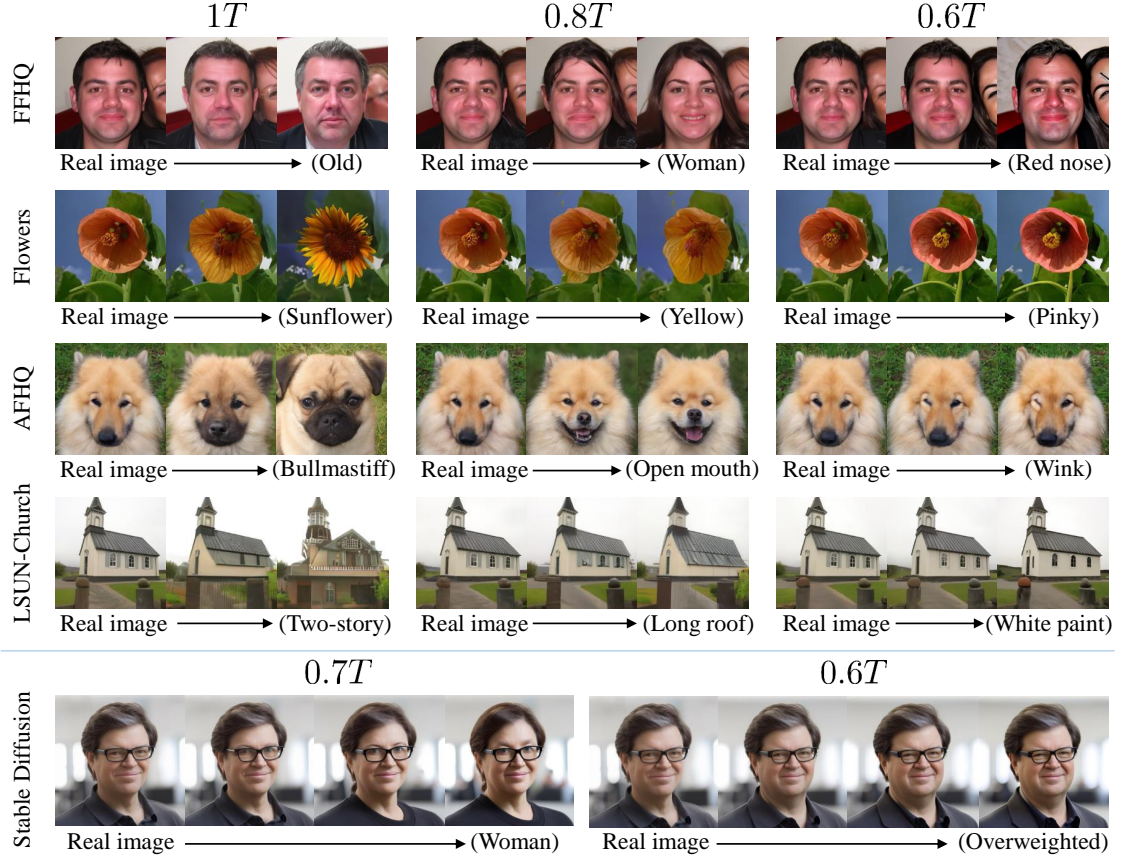 1T 0.8T 0.6T
FFHQ
Real image (Old) Real image (Woman) Real image (Red nose)
Flowers
Real image (Sunflower) Real image (Yellow) Real image (Pinky)
AFHQ
Real image (Bullmastiff) Real image (Open mouth) Real image (Wink)
LSUN-Church
Real image (Two-story) Real image (Long roof) Real image (White paint)
0.7T 0.6T
Stable Diffusion
Real image (Woman) Real image (Overweighted)